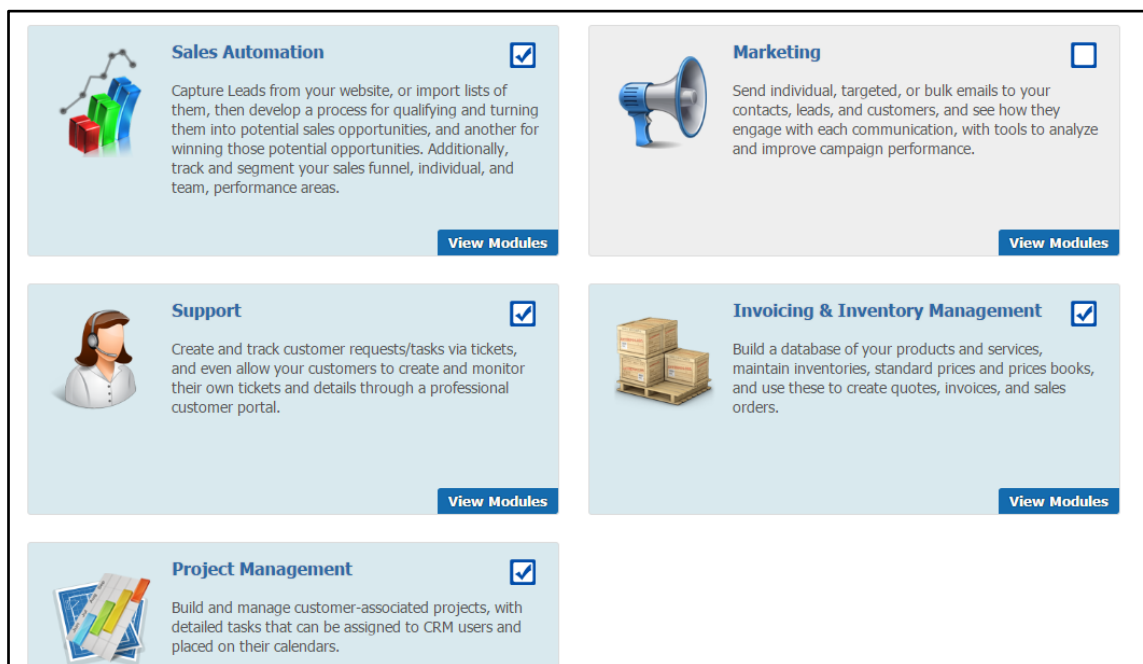 Sales Automation
Capture Leads from your website, or import lists of
them, then develop a process for qualifying and turning
them into potential sales opportunities, and another for
winning those potential opportunities. Additionally,
track and segment your sales funnel, individual, and
team, performance areas.
View Modules
Marketing
Send individual, targeted, or bulk emails to your
contacts, leads, and customers, and see how they
engage with each communication, with tools to analyze
and improve campaign performance.
View Modules
Support
Create and track customer requests/tasks via tickets,
and even allow your customers to create and monitor
their own tickets and details through a professional
customer portal.
View Modules
Invoicing & Inventory Management
Build a database of your products and services,
maintain inventories, standard prices and prices books,
and use these to create quotes, invoices, and sales
orders.
View Modules
Project Management
Build and manage customer-associated projects, with
detailed tasks that can be assigned to CRM users and
placed on their calendars.